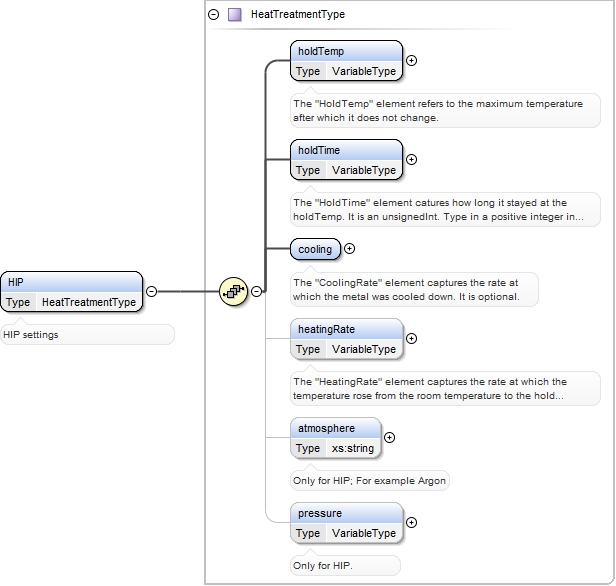 HeatTreatmentType
holdTemp
Type VariableType
The "HoldTemp" element refers to the maximum temperature
after which it does not change.
holdTime
Type VariableType
The "HoldTime" element catures how long it stayed at the
holdTemp. It is an unsignedInt. Type in a positive integer in...
cooling
The "CoolingRate" element captures the rate at
which the metal was cooled down. It is optional.
HIP
Type HeatTreatmentType
HIP settings
heatingRate
Type VariableType
The "HeatingRate" element captures the rate at which the
temperature rose from the room temperature to the hold...
atmosphere
Type xs:string
Only for HIP; For example Argon
pressure
Type VariableType
Only for HIP.